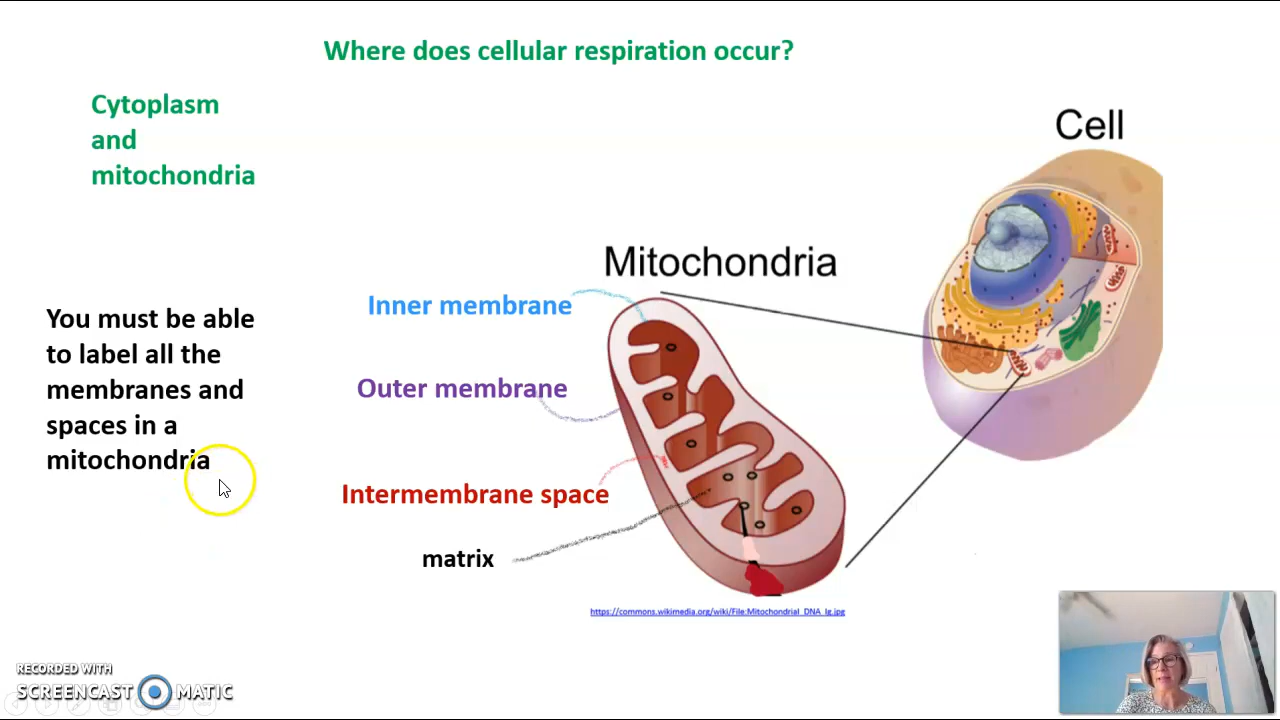 Where does cellular respiration occur?
Cytoplasm
and
mitochondria
Cell
Mitochondria
Inner membrane
You must be able
to label all the
membranes and
spaces in a
mitochondria
Outer membrane
Intermembrane space
matrix
https://commons.wikimedia.org/wiki/File:Mitochondrial_DNA_lg.jpg
RECORDED WITH
SCREENCAST MATIC